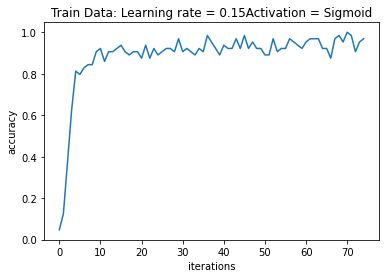 Train Data: Learning rate = 0.15Activation = Sigmoid
1.0
0.8
0.6
0.4
0.2
0.0
accuracy
0 10 20 30 40 50 60 70
iterations